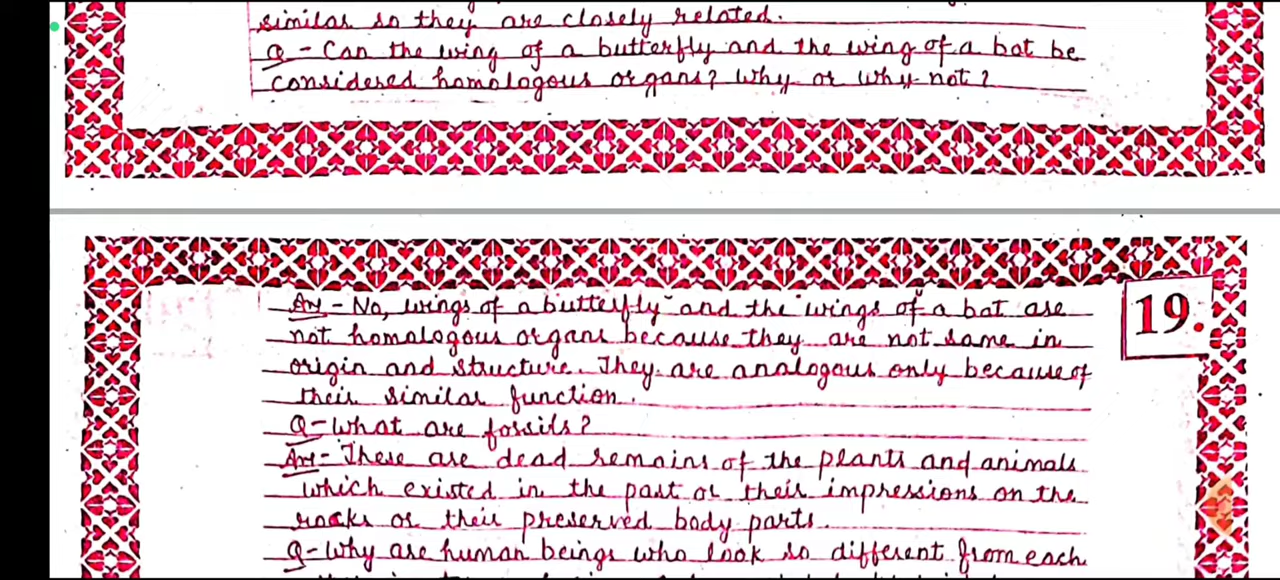 similar so they are closely related.
Q - Can the wing of a butterfly and the wing of a bat be
considered homologous organs? Why or why not?
Ans - No, wings of a butterfly and the wings of a bat are
19.
not homologous organs because they are not same in
origin and structure. They are analogous only because of
their similar function.
Q - What are fossils?
Ans - These are dead remains of the plants and animals
which existed in the past or their impressions on the
rocks or their preserved body parts.
Q - Why are human beings who look so different from each